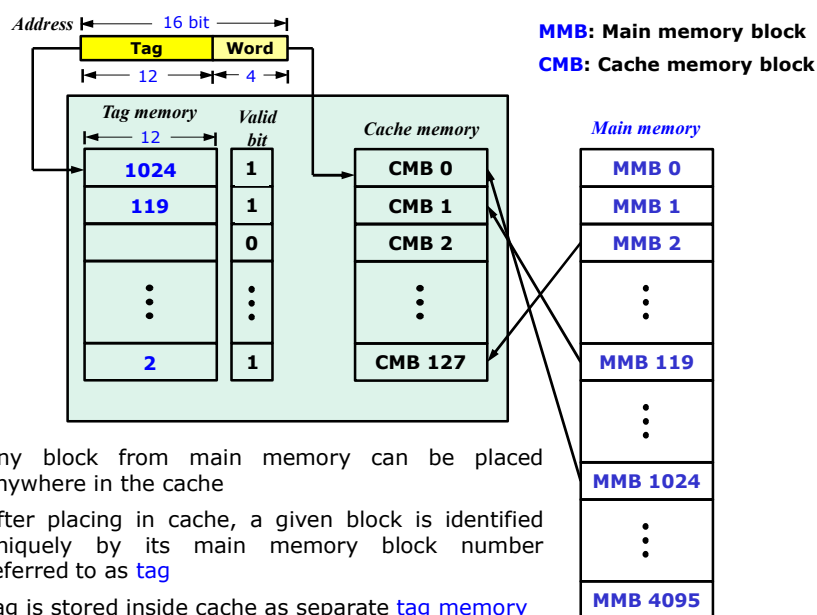 Address 16 bit
Tag Word
12 4
MMB: Main memory block
CMB: Cache memory block
Tag memory Valid bit Cache memory Main memory
12
1024 1 CMB 0 MMB 0
119 1 CMB 1 MMB 1
0 CMB 2 MMB 2
2 1 CMB 127 MMB 119
MMB 1024
MMB 4095
ny block from main memory can be placed
nywhere in the cache
fter placing in cache, a given block is identified
niquely by its main memory block number
eferred to as tag
ag is stored inside cache as separate tag memory